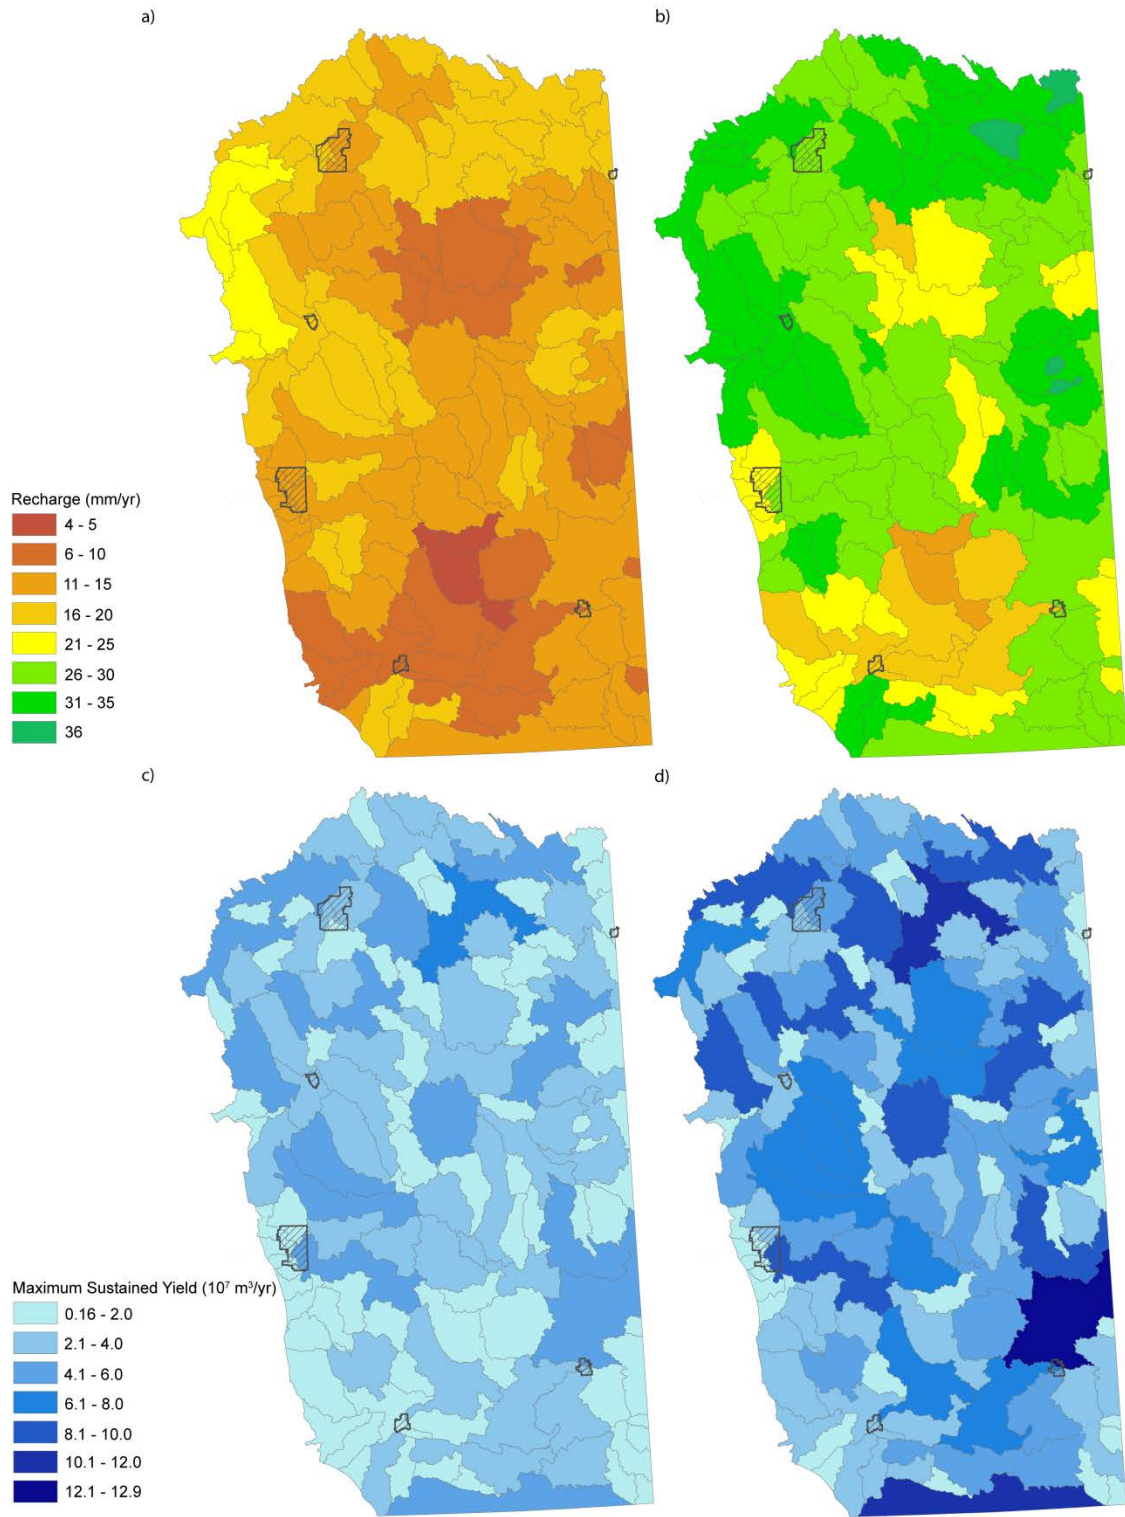 a)
b)
Recharge (mm/yr)
4 - 5
6 - 10
11 - 15
16 - 20
21 - 25
26 - 30
31 - 35
36
c)
d)
Maximum Sustained Yield (10⁷ m³/yr)
0.16 - 2.0
2.1 - 4.0
4.1 - 6.0
6.1 - 8.0
8.1 - 10.0
10.1 - 12.0
12.1 - 12.9